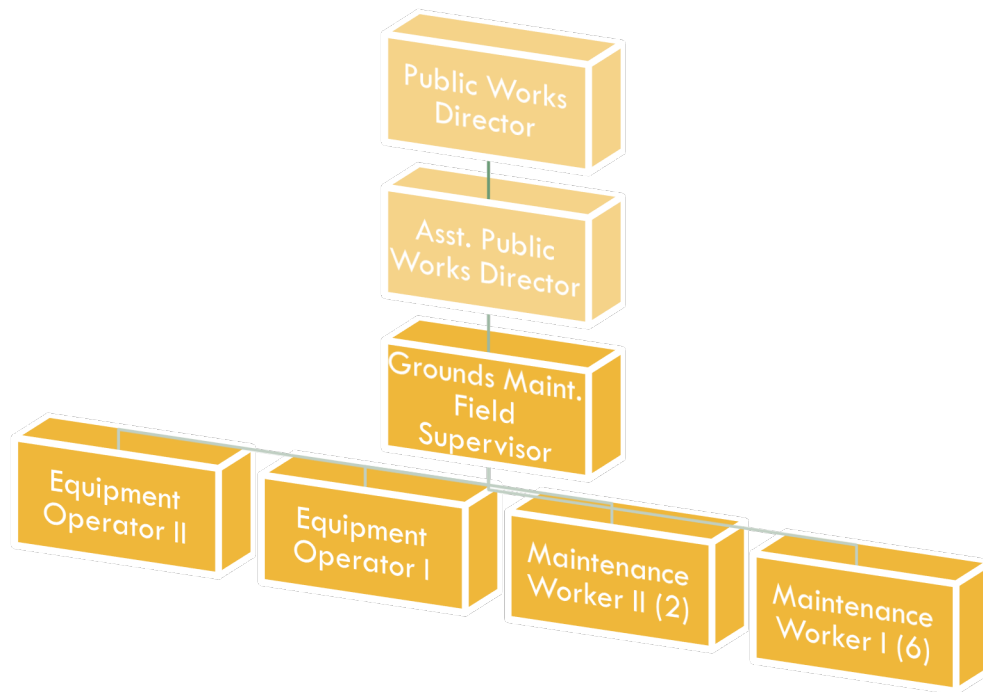 Public Works
Director
Asst. Public
Works Director
Grounds Maint.
Field
Supervisor
Equipment
Operator II
Equipment
Operator I
Maintenance
Worker II (2)
Maintenance
Worker I (6)